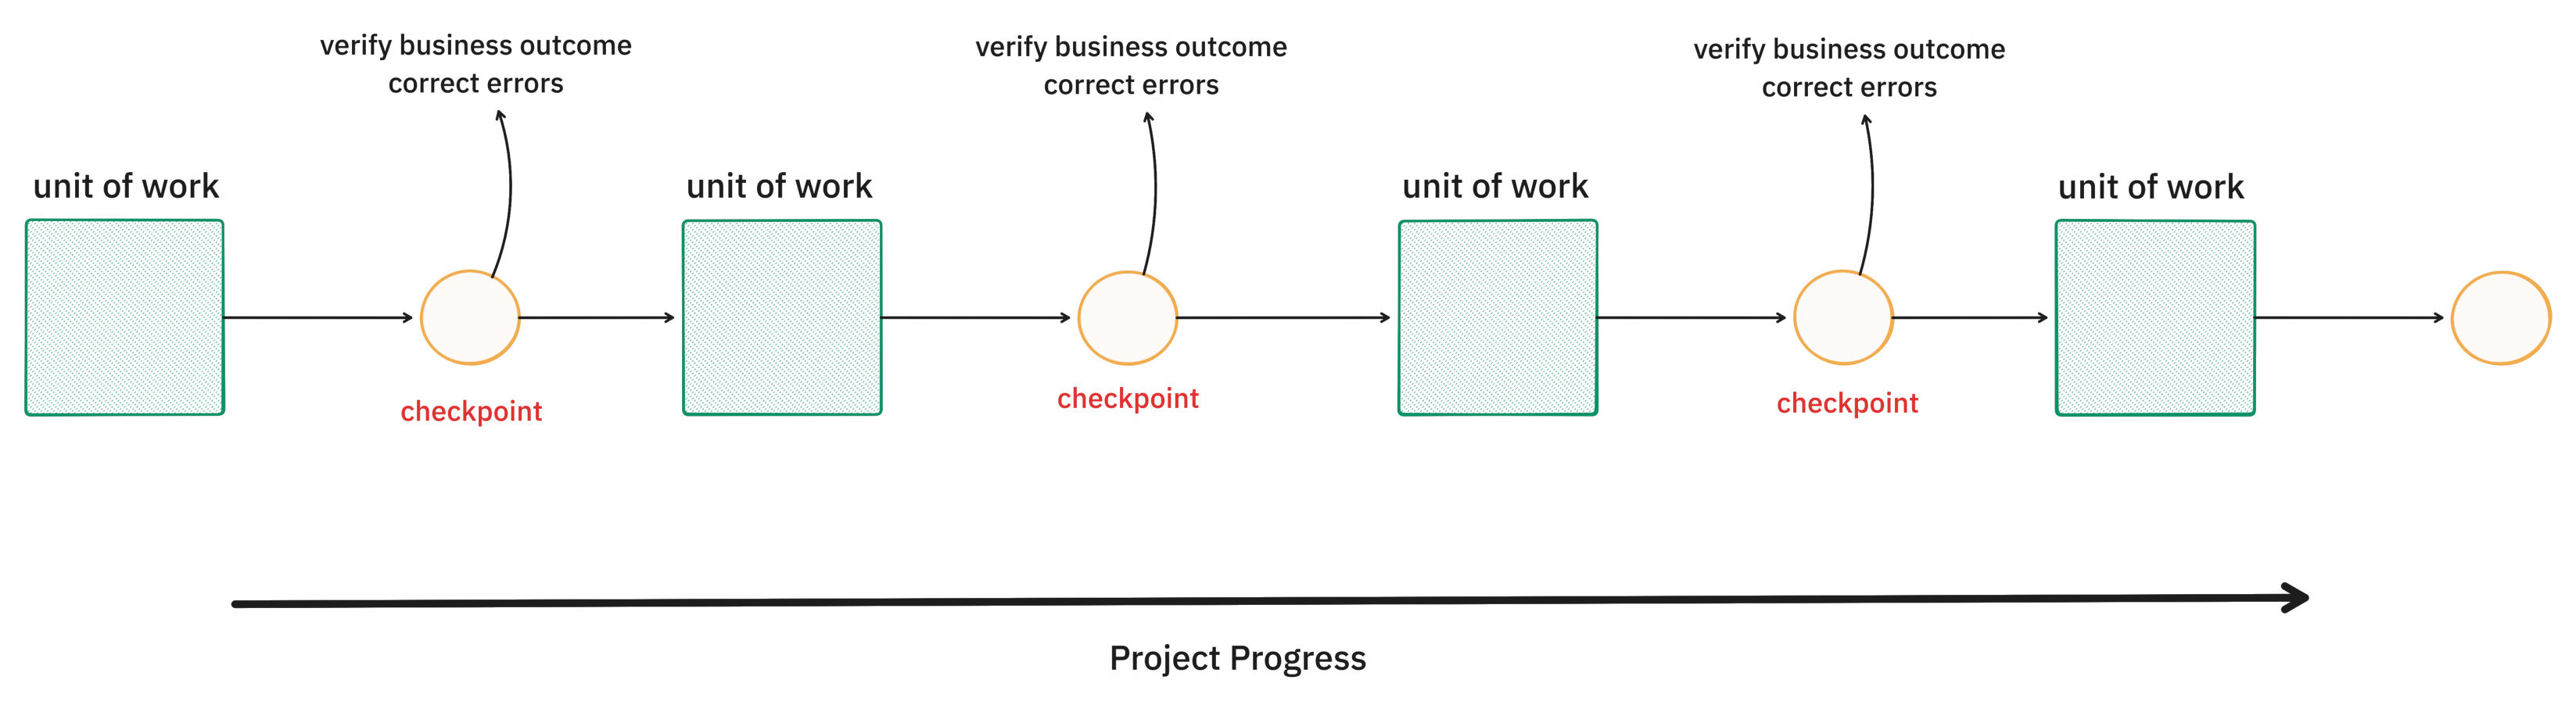 verify business outcome
correct errors
verify business outcome
correct errors
verify business outcome
correct errors
unit of work
unit of work
unit of work
unit of work
checkpoint
checkpoint
checkpoint
Project Progress